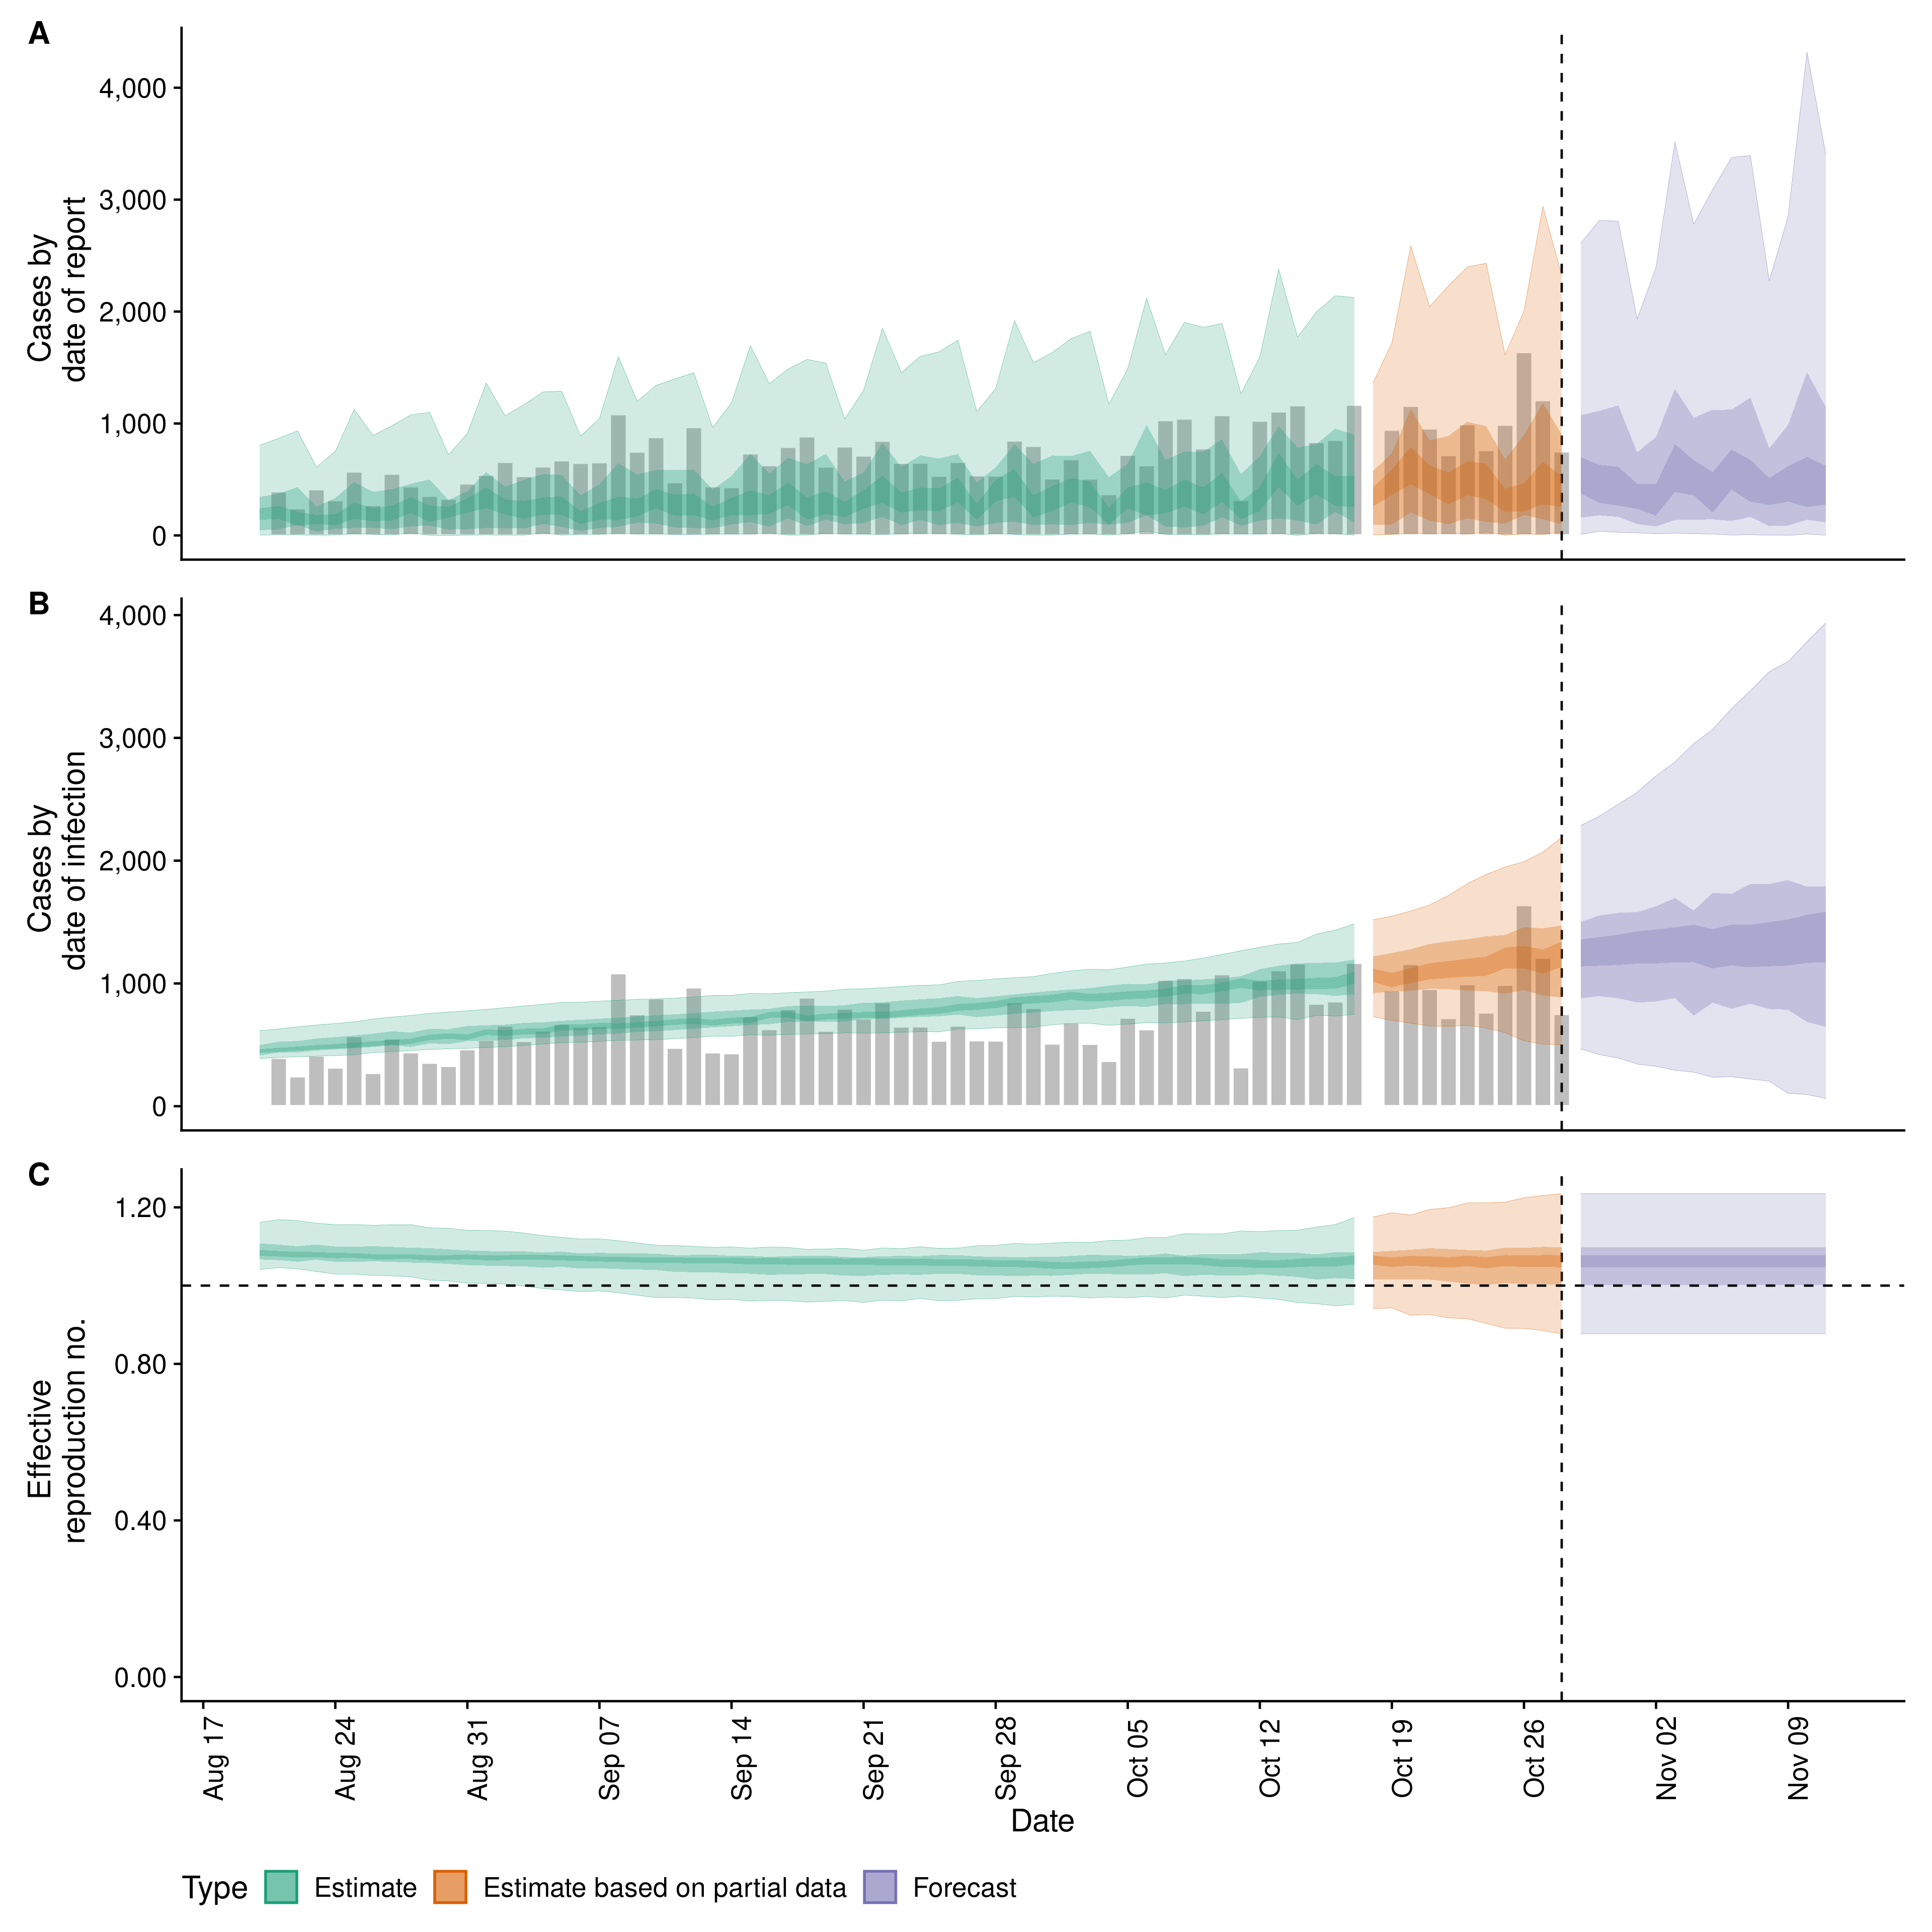 A
4,000
3,000
2,000
1,000
0
Cases by
date of report
B
4,000
3,000
2,000
1,000
0
Cases by
date of infection
C
1.20
0.80
0.40
0.00
Effective
reproduction no.
Aug 17
Aug 24
Aug 31
Sep 07
Sep 14
Sep 21
Sep 28
Oct 05
Oct 12
Oct 19
Oct 26
Nov 02
Nov 09
Date
Type Estimate Estimate based on partial data Forecast